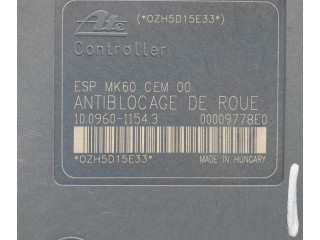 Ate (*OZH5D15E33*)
Controller
ESP MK60 CEM 00
ANTIBLOCAGE DE ROUE
10.0960-1154.3 00009778E0
*OZH5D15E33* MADE IN HUNGARY